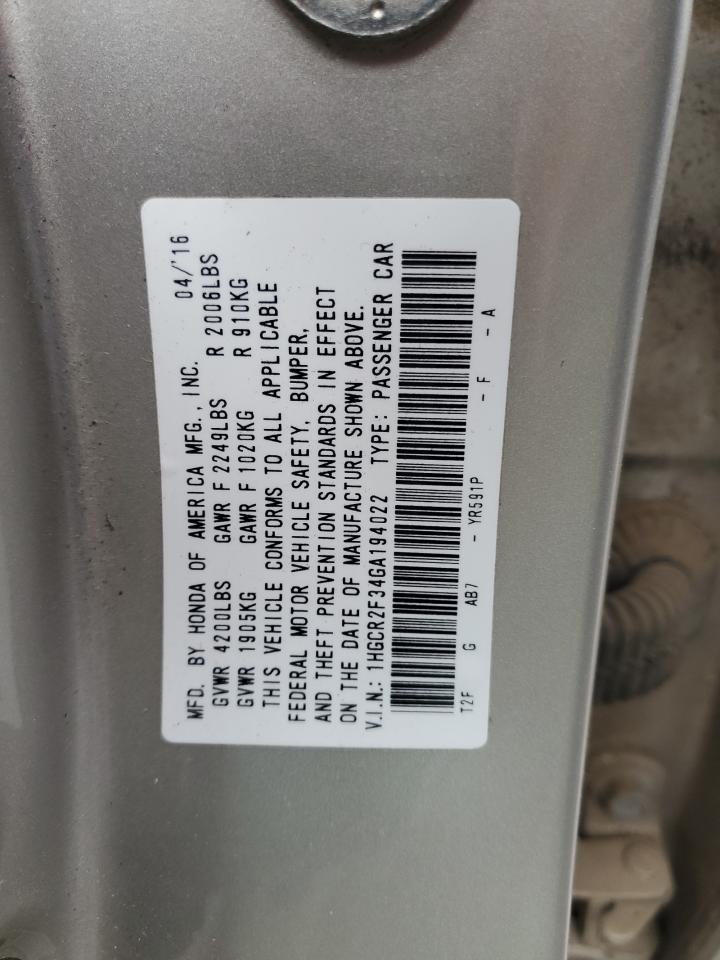 MFD. BY HONDA OF AMERICA MFG., INC. 04/'16
GVWR 4200LBS GAWR F 2249LBS R 2006LBS
GVWR 1905KG GAWR F 1020KG R 910KG
THIS VEHICLE CONFORMS TO ALL APPLICABLE
FEDERAL MOTOR VEHICLE SAFETY, BUMPER,
AND THEFT PREVENTION STANDARDS IN EFFECT
ON THE DATE OF MANUFACTURE SHOWN ABOVE.
V.I.N.: 1HGCR2F34GA194022 TYPE: PASSENGER CAR
T2F G AB7 - YR591P - F - A